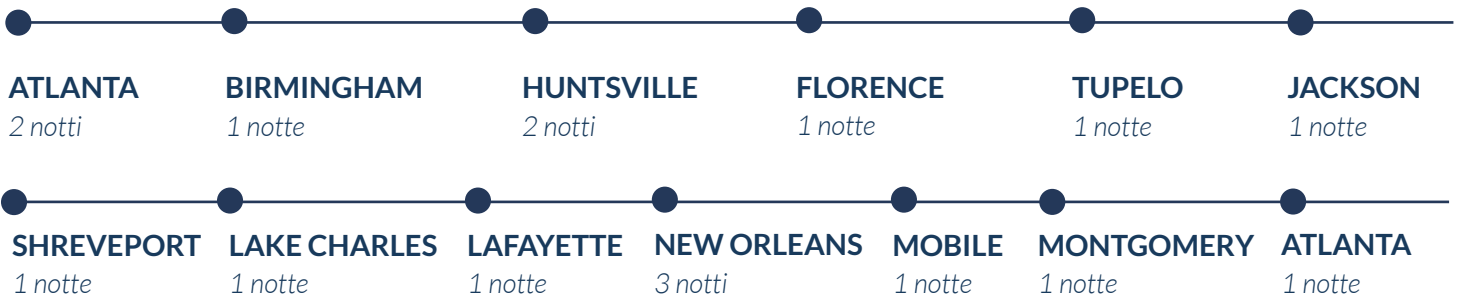 ATLANTA BIRMINGHAM HUNTSVILLE FLORENCE TUPELO JACKSON
2 notti 1 notte 2 notti 1 notte 1 notte 1 notte
SHREVEPORT LAKE CHARLES LAFAYETTE NEW ORLEANS MOBILE MONTGOMERY ATLANTA
1 notte 1 notte 1 notte 3 notti 1 notte 1 notte 1 notte